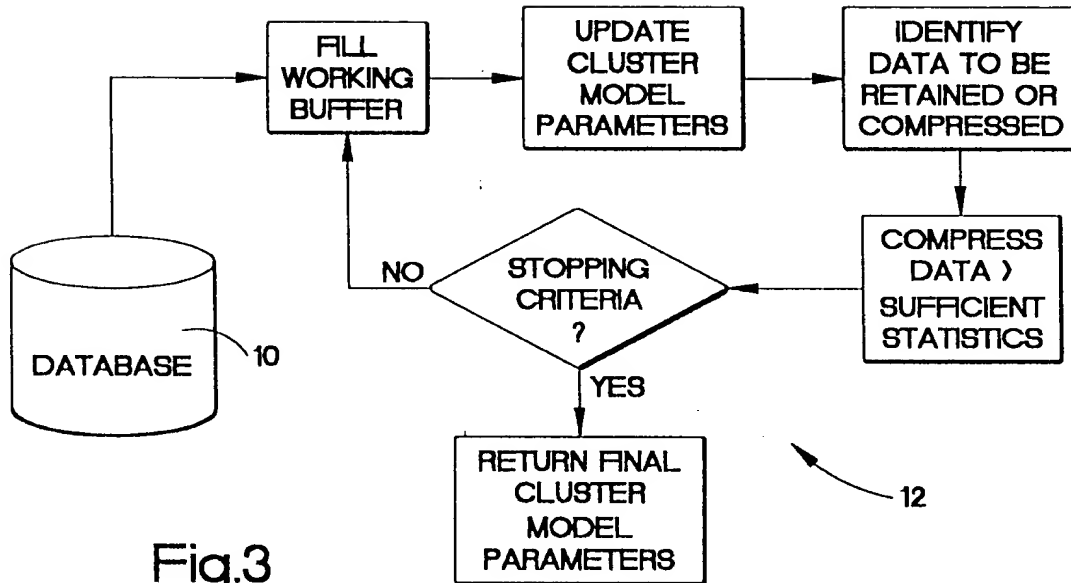 FILL
WORKING
BUFFER
UPDATE
CLUSTER
MODEL
PARAMETERS
IDENTIFY
DATA TO BE
RETAINED OR
COMPRESSED
COMPRESS
DATA >
SUFFICIENT
STATISTICS
STOPPING
CRITERIA
?
NO
YES
RETURN FINAL
CLUSTER
MODEL
PARAMETERS
DATABASE
10
12
Fig.3